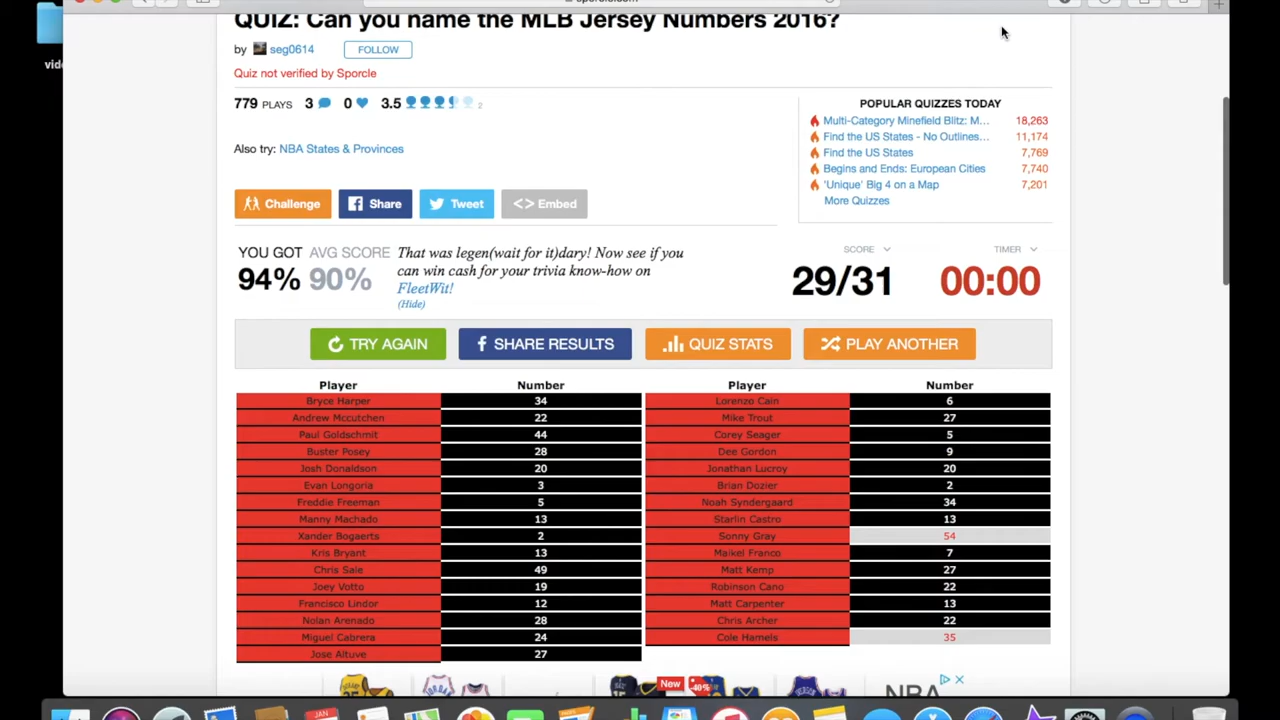 QUIZ: Can you name the MLB Jersey Numbers 2016?
by seg0614 FOLLOW
Quiz not verified by Sporcle
779 PLAYS 3 0 3.5 2
Also try: NBA States & Provinces
POPULAR QUIZZES TODAY
Multi-Category Minefield Blitz: M... 18,263
Find the US States - No Outlines... 11,174
Find the US States 7,769
Begins and Ends: European Cities 7,740
'Unique' Big 4 on a Map 7,201
More Quizzes
Challenge Share Tweet <> Embed
YOU GOT AVG SCORE
94% 90%
That was legen(wait for it)dary! Now see if you
can win cash for your trivia know-how on
FleetWit!
(Hide)
SCORE TIMER
29/31 00:00
TRY AGAIN SHARE RESULTS QUIZ STATS PLAY ANOTHER
Player Number
Bryce Harper 34
Andrew Mccutchen 22
Paul Goldschmit 44
Buster Posey 28
Josh Donaldson 20
Evan Longoria 3
Freddie Freeman 5
Manny Machado 13
Xander Bogaerts 2
Kris Bryant 13
Chris Sale 49
Joey Votto 19
Francisco Lindor 12
Nolan Arenado 28
Miguel Cabrera 24
Jose Altuve 27
Player Number
Lorenzo Cain 6
Mike Trout 27
Corey Seager 5
Dee Gordon 9
Jonathan Lucroy 20
Brian Dozier 2
Noah Syndergaard 34
Starlin Castro 13
Sonny Gray 54
Maikel Franco 7
Matt Kemp 27
Robinson Cano 22
Matt Carpenter 13
Chris Archer 22
Cole Hamels 35
New -40%
NBA
JAN